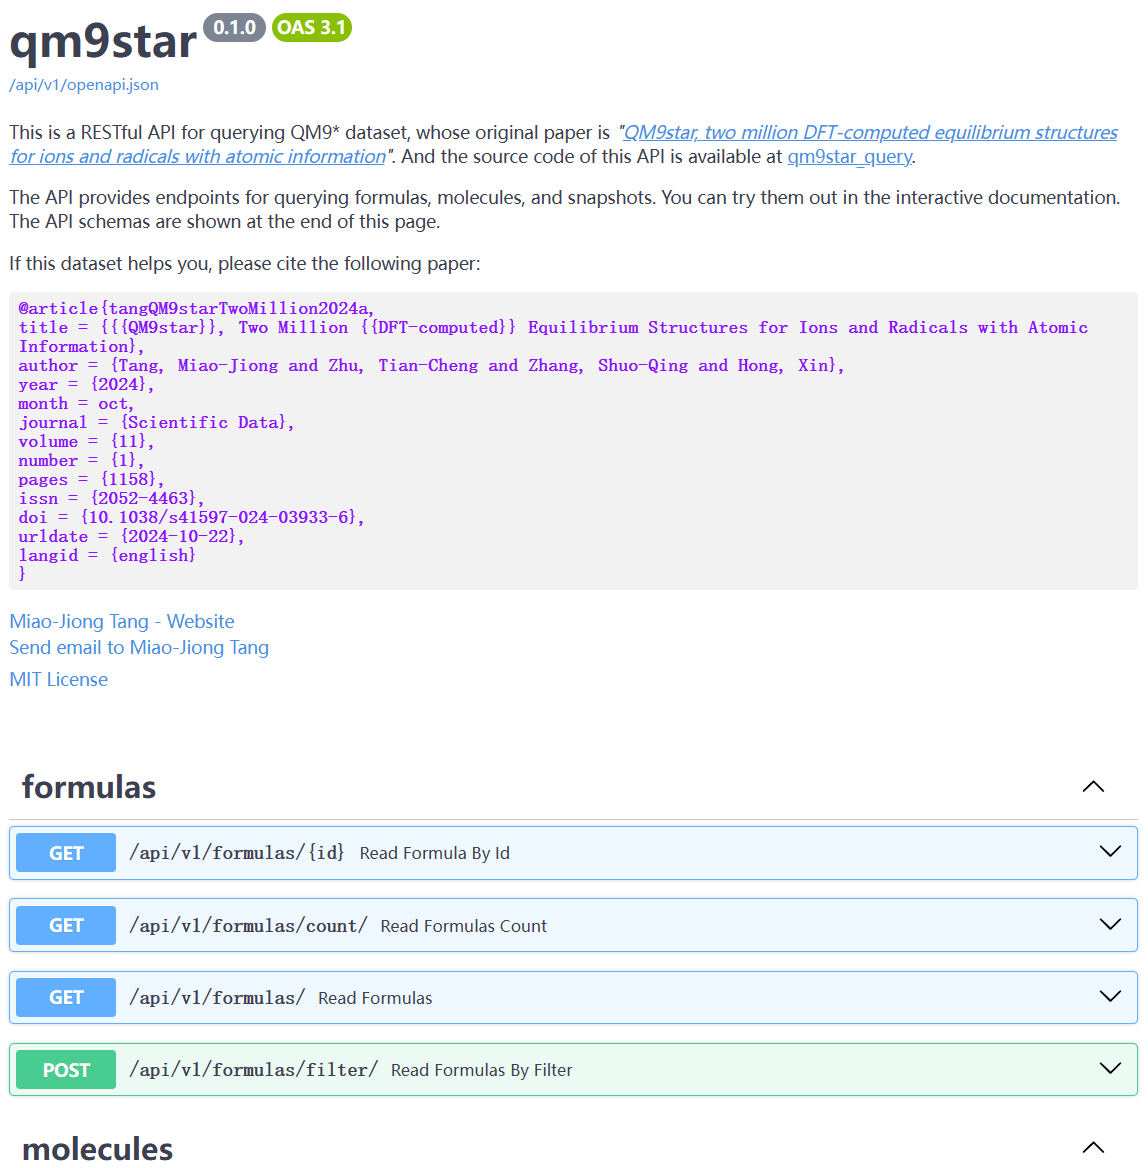 qm9star 0.1.0 OAS 3.1
/api/v1/openapi.json
This is a RESTful API for querying QM9* dataset, whose original paper is "QM9star, two million DFT-computed equilibrium structures
for ions and radicals with atomic information". And the source code of this API is available at qm9star_query.
The API provides endpoints for querying formulas, molecules, and snapshots. You can try them out in the interactive documentation.
The API schemas are shown at the end of this page.
If this dataset helps you, please cite the following paper:
@article{tangQM9starTwoMillion2024a,
title = {{{QM9star}}, Two Million {{DFT-computed}} Equilibrium Structures for Ions and Radicals with Atomic
Information},
author = {Tang, Miao-Jiong and Zhu, Tian-Cheng and Zhang, Shuo-Qing and Hong, Xin},
year = {2024},
month = oct,
journal = {Scientific Data},
volume = {11},
number = {1},
pages = {1158},
issn = {2052-4463},
doi = {10.1038/s41597-024-03933-6},
urldate = {2024-10-22},
langid = {english}
}
Miao-Jiong Tang - Website
Send email to Miao-Jiong Tang
MIT License
formulas
GET /api/v1/formulas/{id} Read Formula By Id
GET /api/v1/formulas/count/ Read Formulas Count
GET /api/v1/formulas/ Read Formulas
POST /api/v1/formulas/filter/ Read Formulas By Filter
molecules